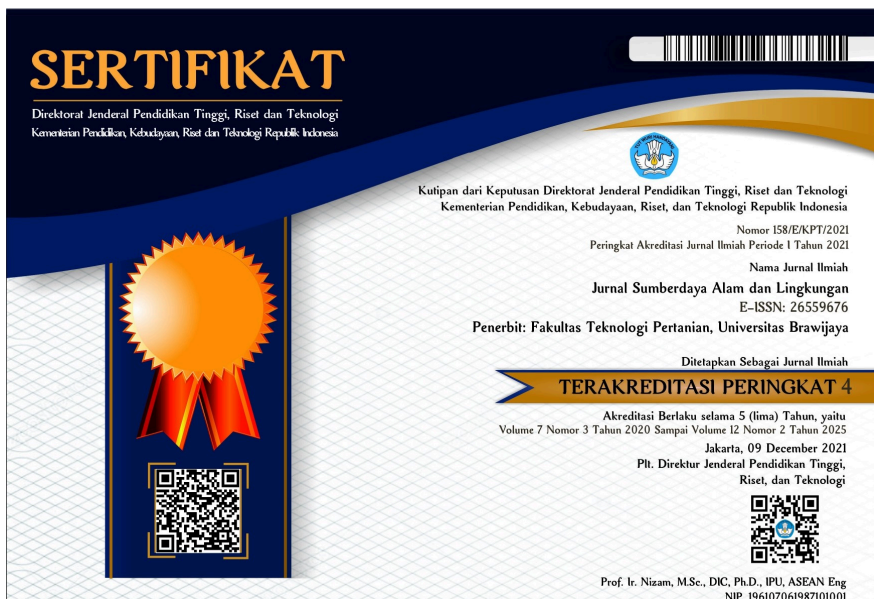 SERTIFIKAT
Direktorat Jenderal Pendidikan Tinggi, Riset dan Teknologi
Kementerian Pendidikan, Kebudayaan, Riset dan Teknologi Republik Indonesia
TUT WURI HANDAYANI
Kutipan dari Keputusan Direktorat Jenderal Pendidikan Tinggi, Riset dan Teknologi
Kementerian Pendidikan, Kebudayaan, Riset, dan Teknologi Republik Indonesia
Nomor 158/E/KPT/2021
Peringkat Akreditasi Jurnal Ilmiah Periode I Tahun 2021
Nama Jurnal Ilmiah
Jurnal Sumberdaya Alam dan Lingkungan
E-ISSN: 26559676
Penerbit: Fakultas Teknologi Pertanian, Universitas Brawijaya
Ditetapkan Sebagai Jurnal Ilmiah
TERAKREDITASI PERINGKAT 4
Akreditasi Berlaku selama 5 (lima) Tahun, yaitu
Volume 7 Nomor 3 Tahun 2020 Sampai Volume 12 Nomor 2 Tahun 2025
Jakarta, 09 December 2021
Plt. Direktur Jenderal Pendidikan Tinggi,
Riset, dan Teknologi
Prof. Ir. Nizam, M.Sc., DIC, Ph.D., IPU, ASEAN Eng
NIP. 196107061987101001